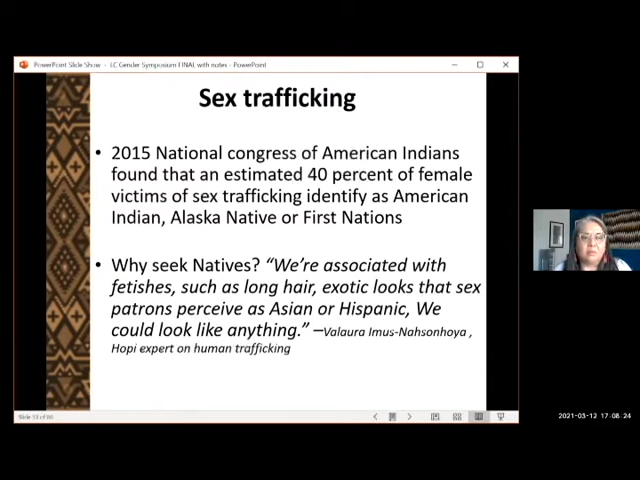 PowerPoint Slide Show - LC Gender Symposium FINAL with notes - PowerPoint
Sex trafficking
• 2015 National congress of American Indians
found that an estimated 40 percent of female
victims of sex trafficking identify as American
Indian, Alaska Native or First Nations
• Why seek Natives? “We’re associated with
fetishes, such as long hair, exotic looks that sex
patrons perceive as Asian or Hispanic, We
could look like anything.” –Valaura Imus-Nahsonhoya ,
Hopi expert on human trafficking
2021-03-12 17:08:24